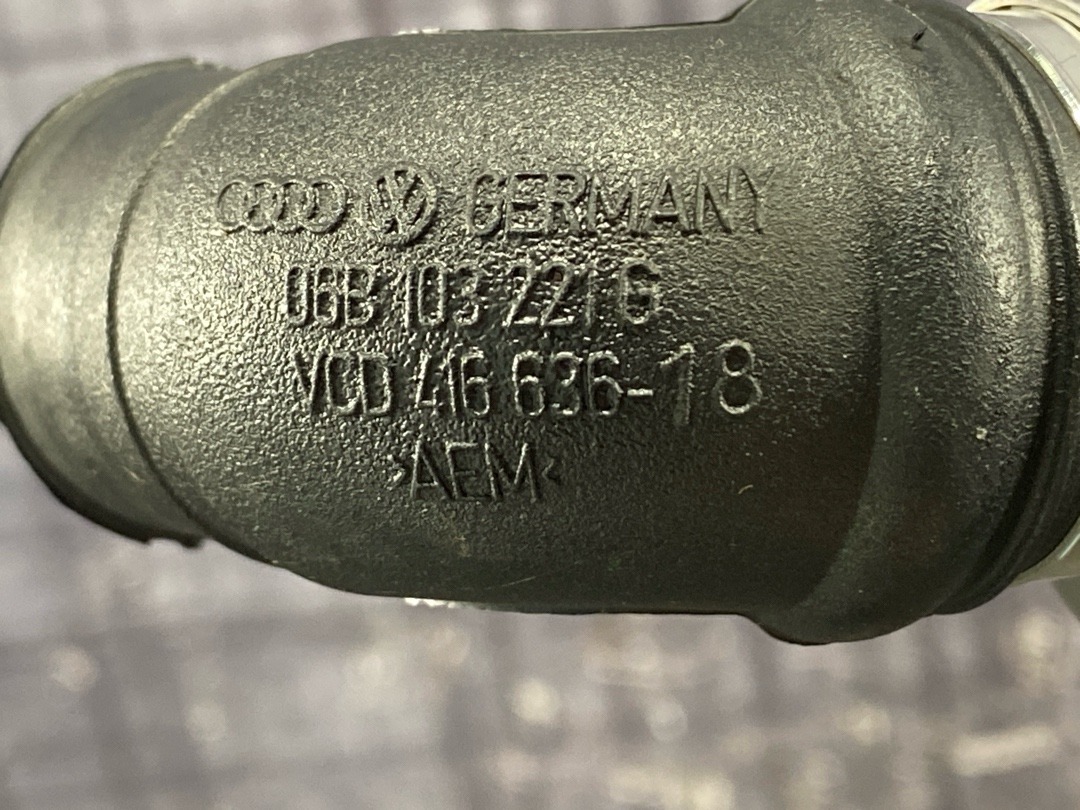 GERMANY
06B 103 221 G
VCD 416 636-18
>AEM<